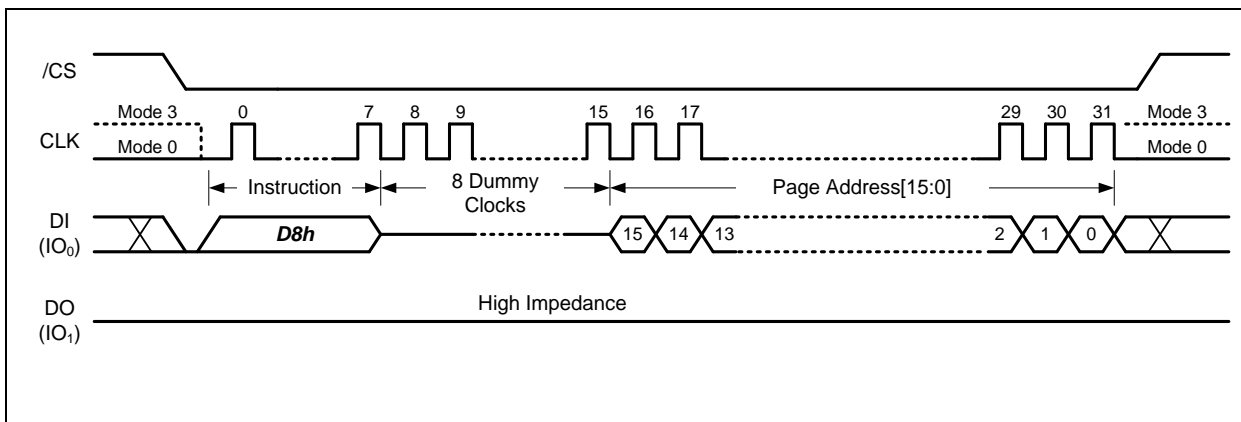 /CS
Mode 3 0 7 8 9 15 16 17 29 30 31 Mode 3
CLK
Mode 0 Mode 0
Instruction 8 Dummy Page Address[15:0]
Clocks
DI
(IO₀) D8h 15 14 13 2 1 0
High Impedance
DO
(IO₁)